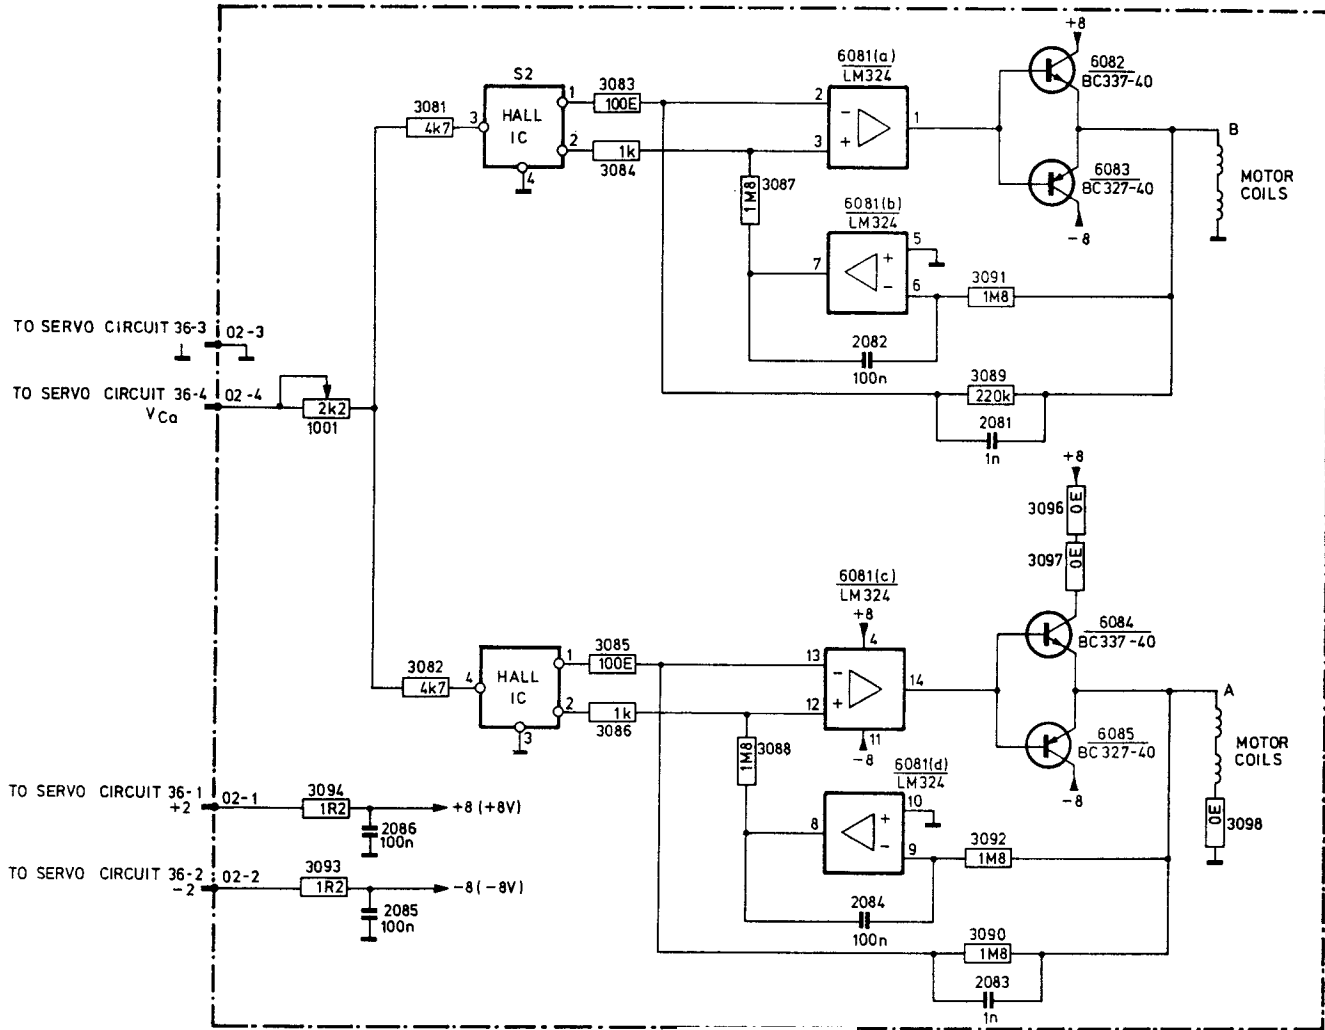 +8
6082
BC337-40
6081(a)
LM324
S2
3083
100E
3081
4k7
3
HALL
IC
1
2
4
1k
3084
2
3
-
+
1
B
6083
BC327-40
-8
MOTOR
COILS
1M8
3087
6081(b)
LM324
7
5
+
6
-
3091
1M8
2082
100n
3089
220k
2081
1n
TO SERVO CIRCUIT 36-3
02-3
TO SERVO CIRCUIT 36-4
02-4
VCa
2k2
1001
+8
3096
0E
3097
0E
6081(c)
LM324
+8
4
6084
BC337-40
3082
4k7
4
HALL
IC
1
2
3
3085
100E
1k
3086
13
12
-
+
14
11
-8
A
6085
BC327-40
-8
MOTOR
COILS
0E
3098
1M8
3088
6081(d)
LM324
8
10
+
9
-
3092
1M8
2084
100n
3090
1M8
2083
1n
TO SERVO CIRCUIT 36-1
+2
02-1
3094
1R2
+8 (+8V)
2086
100n
TO SERVO CIRCUIT 36-2
-2
02-2
3093
1R2
-8 (-8V)
2085
100n